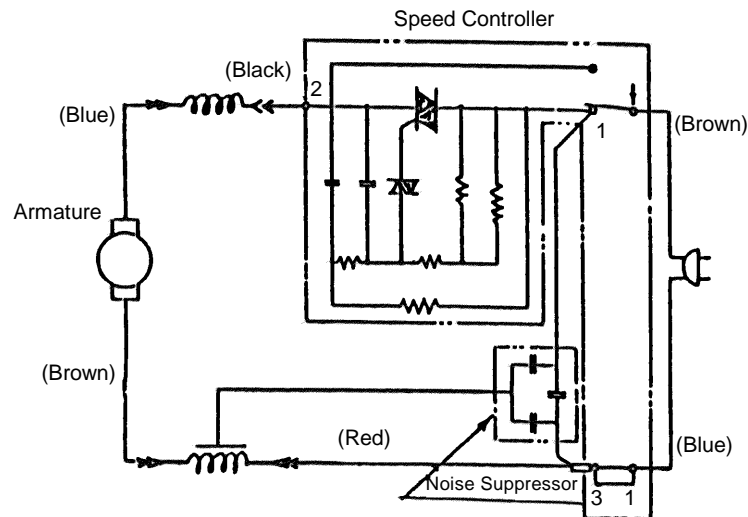 Speed Controller
(Black)
2
(Blue)
1
(Brown)
Armature
(Brown)
(Red)
(Blue)
Noise Suppressor
3 1